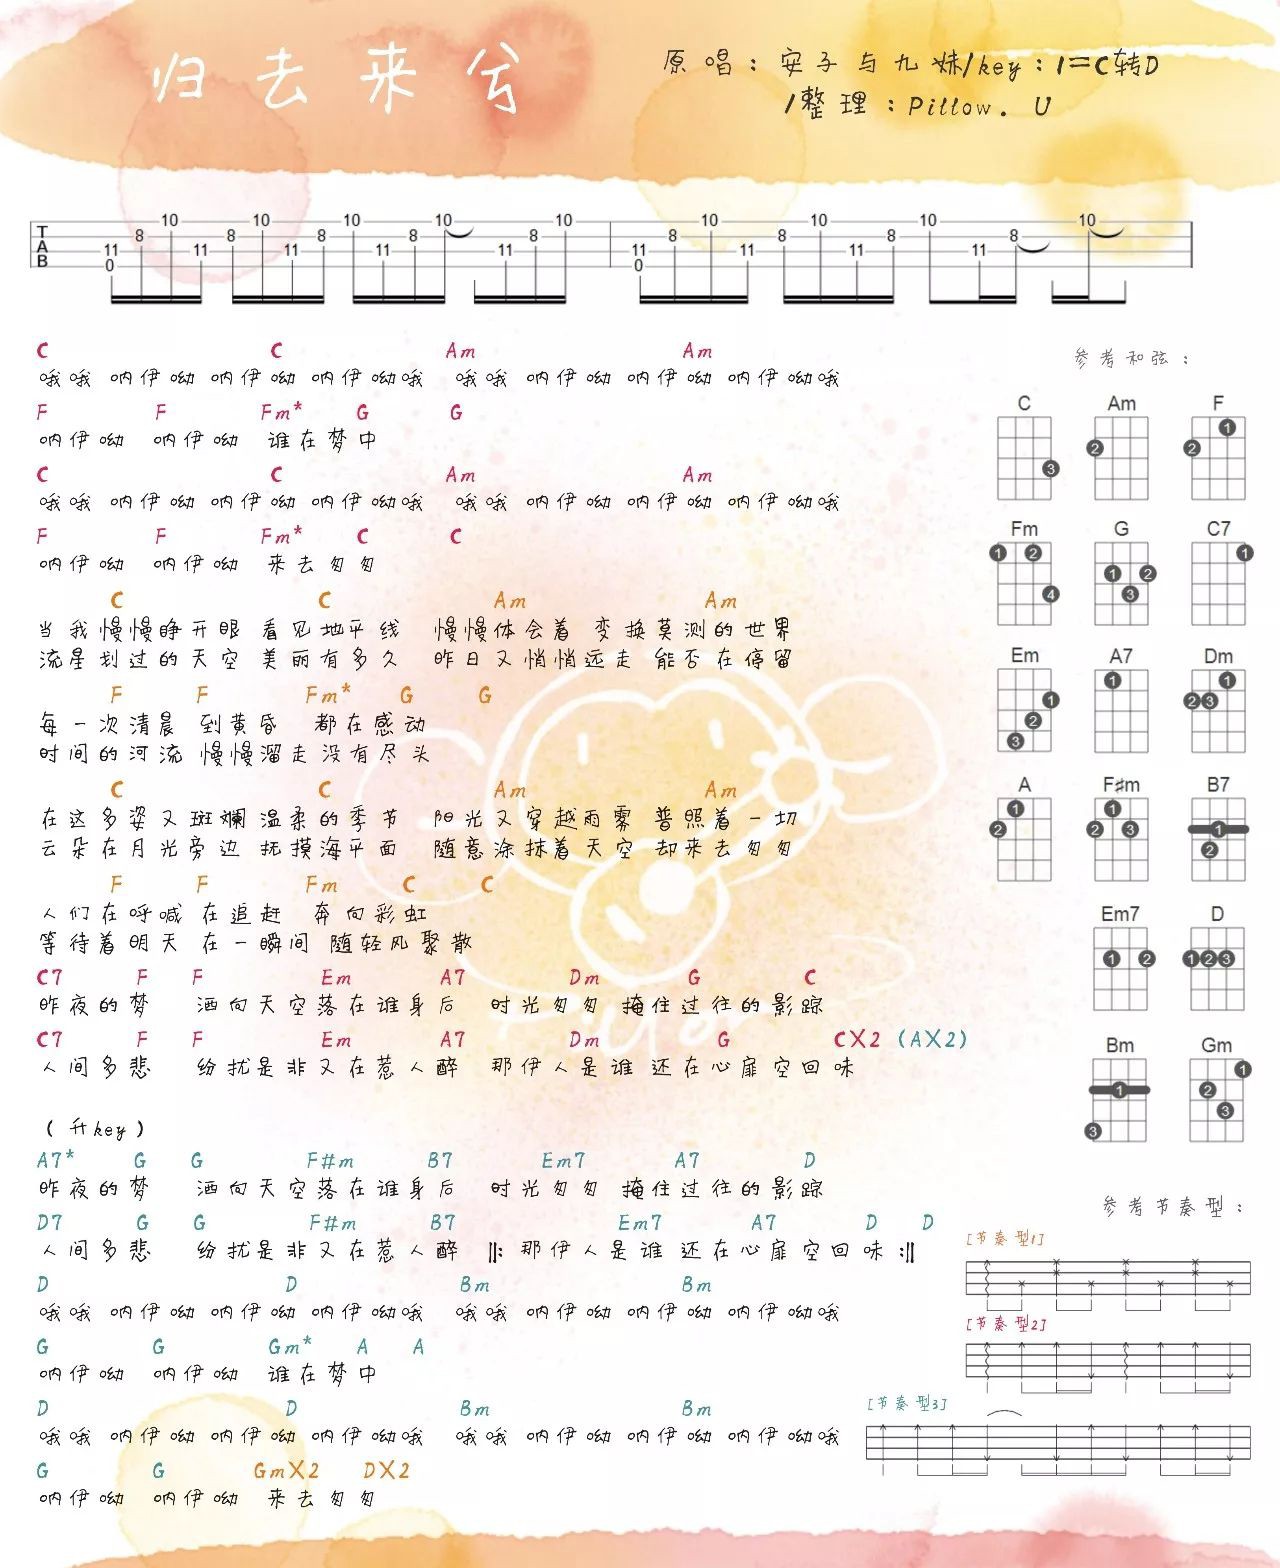 归去来兮
原唱：安子与九妹/key：1=C转D
/整理：Pillow. U
10 10 10 10 10 10 10 10 10
8 8 8 8 8 8 8 8 8
TAB 11 11 11 11 11 11 11 11 11
0 0
C C Am Am
哦哦 呐伊呦 呐伊呦 呐伊呦哦 哦哦 呐伊呦 呐伊呦 呐伊呦哦
F F Fm* G G
呐伊呦 呐伊呦 谁在梦中
C C Am Am
哦哦 呐伊呦 呐伊呦 呐伊呦哦 哦哦 呐伊呦 呐伊呦 呐伊呦哦
F F Fm* C C
呐伊呦 呐伊呦 来去匆匆
C C Am Am
当我慢慢睁开眼 看见地平线 慢慢体会着 变换莫测的世界
流星划过的天空 美丽有多久 昨日又悄悄远走 能否在停留
F F Fm* G G
每一次清晨 到黄昏 都在感动
时间的河流 慢慢溜走没有尽头
C C Am Am
在这多姿又斑斓 温柔的季节 阳光又穿越雨雾 普照着一切
云朵在月光旁边 抚摸海平面 随意涂抹着天空 却来去匆匆
F F Fm C C
人们在呼喊 在追赶 奔向彩虹
等待着明天 在一瞬间 随轻风聚散
C7 F F Em A7 Dm G C
昨夜的梦 洒向天空落在谁身后 时光匆匆 掩住过往的影踪
C7 F F Em A7 Dm G CX2 (AX2)
人间多悲 纷扰是非又在惹人醉 那伊人是谁 还在心扉空回味
(升key)
A7* G G F#m B7 Em7 A7 D
昨夜的梦 洒向天空落在谁身后 时光匆匆 掩住过往的影踪
D7 G G F#m B7 Em7 A7 D D
人间多悲 纷扰是非又在惹人醉 ‖: 那伊人是谁 还在心扉空回味 :‖
D D Bm Bm
哦哦 呐伊呦 呐伊呦 呐伊呦哦 哦哦 呐伊呦 呐伊呦 呐伊呦哦
G G Gm* A A
呐伊呦 呐伊呦 谁在梦中
D D Bm Bm
哦哦 呐伊呦 呐伊呦 呐伊呦哦 哦哦 呐伊呦 呐伊呦 呐伊呦哦
G G GmX2 DX2
呐伊呦 呐伊呦 来去匆匆
参考和弦：
C Am F
3 2 1 2
Fm G C7
1 2 4 1 2 3 1
Em A7 Dm
1 2 3 1 1 2 3
A F♯m B7
1 2 1 2 3 1 2
Em7 D
1 2 1 2 3
Bm Gm
1 3 1 2 3
参考节奏型：
[节奏型1]
[节奏型2]
[节奏型3]